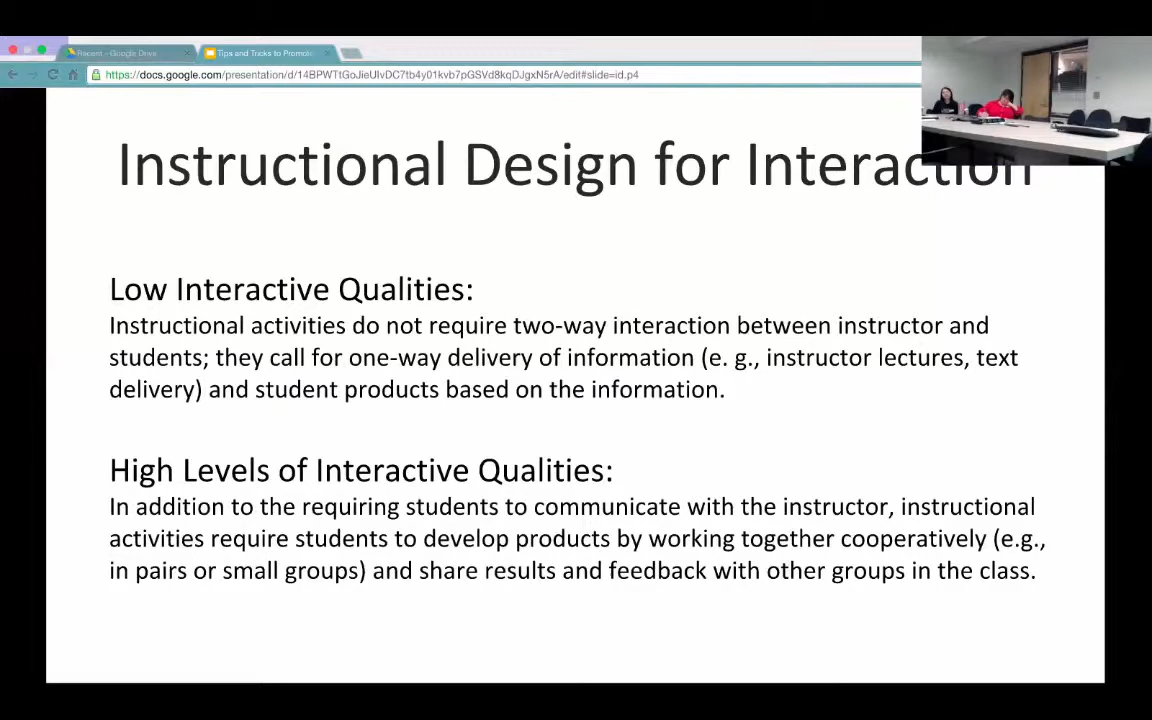 Recent - Google Drive
Tips and Tricks to Promoti
https://docs.google.com/presentation/d/14BPWTtGoJieUIvDC7tb4y01kvb7pGSVd8kqDJgxN5rA/edit#slide=id.p4
Instructional Design for Interaction
Low Interactive Qualities:
Instructional activities do not require two-way interaction between instructor and
students; they call for one-way delivery of information (e. g., instructor lectures, text
delivery) and student products based on the information.
High Levels of Interactive Qualities:
In addition to the requiring students to communicate with the instructor, instructional
activities require students to develop products by working together cooperatively (e.g.,
in pairs or small groups) and share results and feedback with other groups in the class.